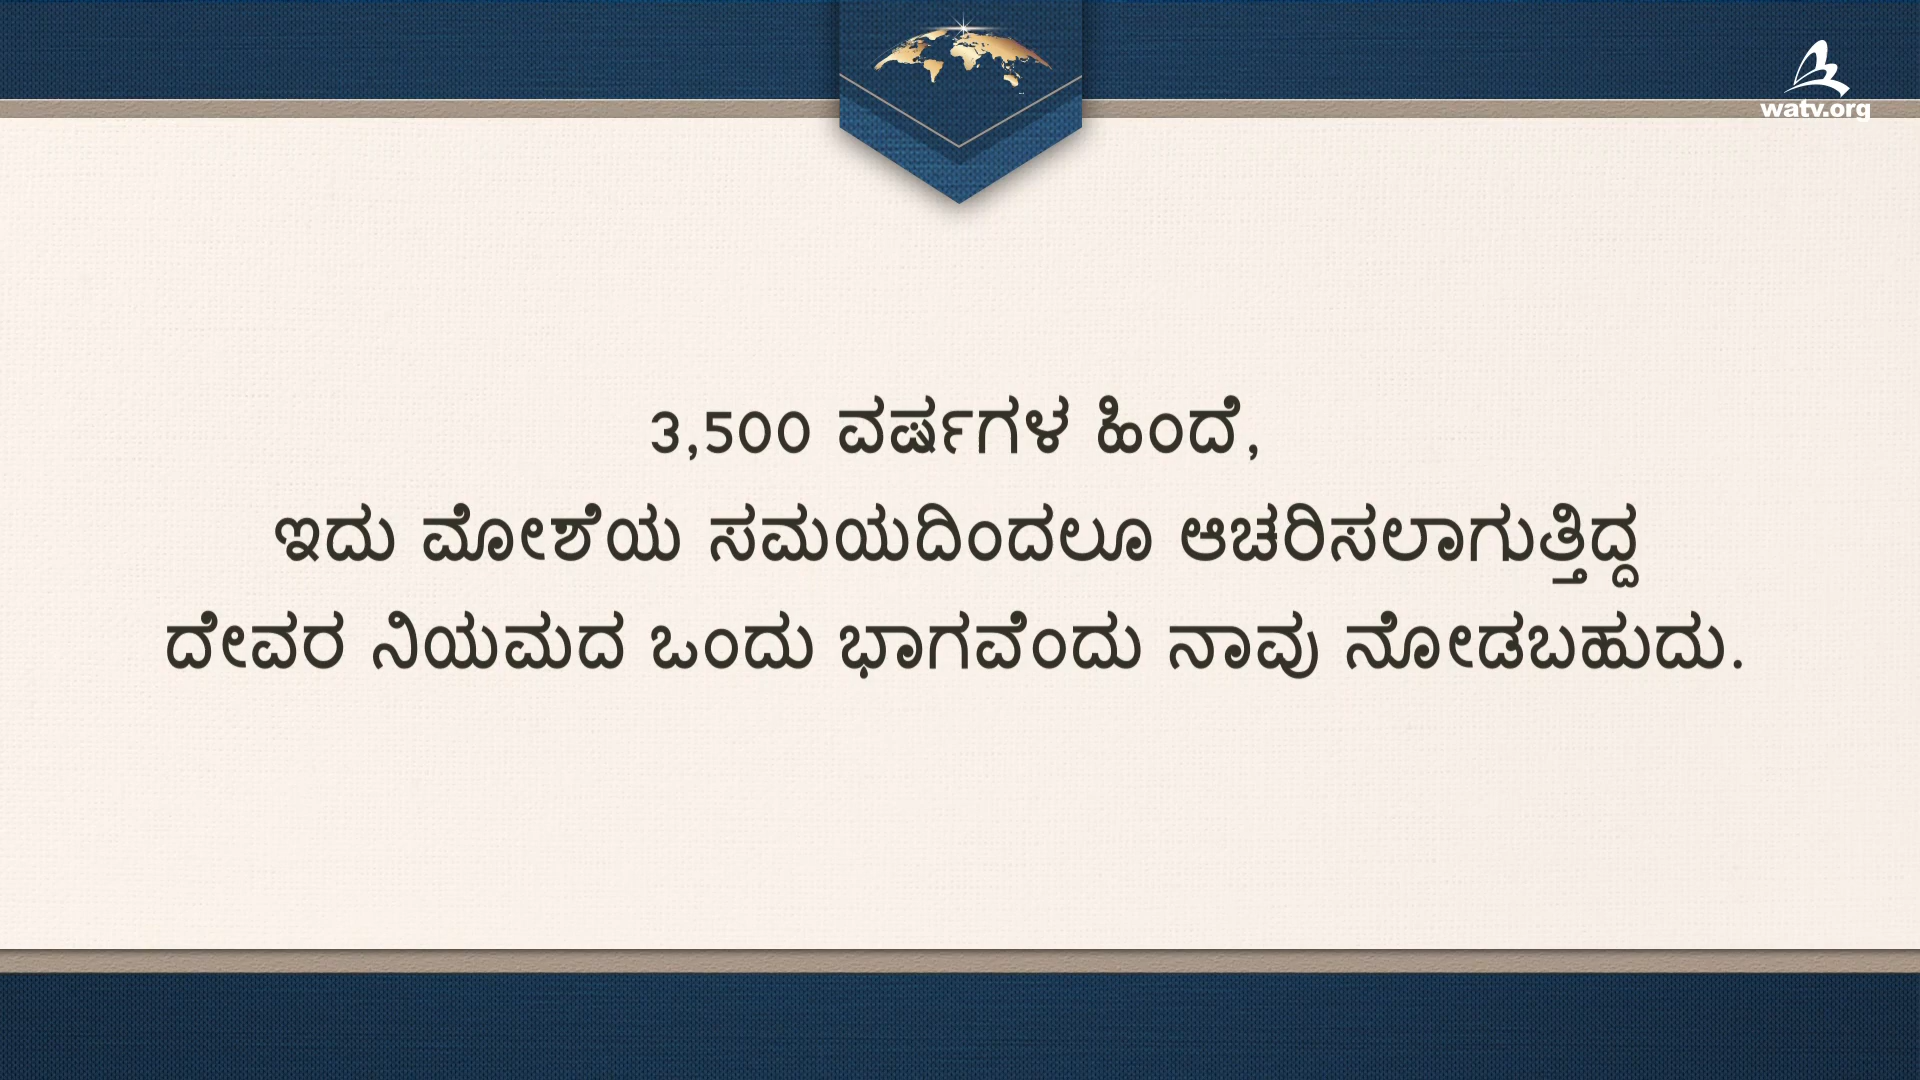 watv.org
3,500 ವರ್ಷಗಳ ಹಿಂದೆ,
ಇದು ಮೋಶೆಯ ಸಮಯದಿಂದಲೂ ಆಚರಿಸಲಾಗುತ್ತಿದ್ದ
ದೇವರ ನಿಯಮದ ಒಂದು ಭಾಗವೆಂದು ನಾವು ನೋಡಬಹುದು.